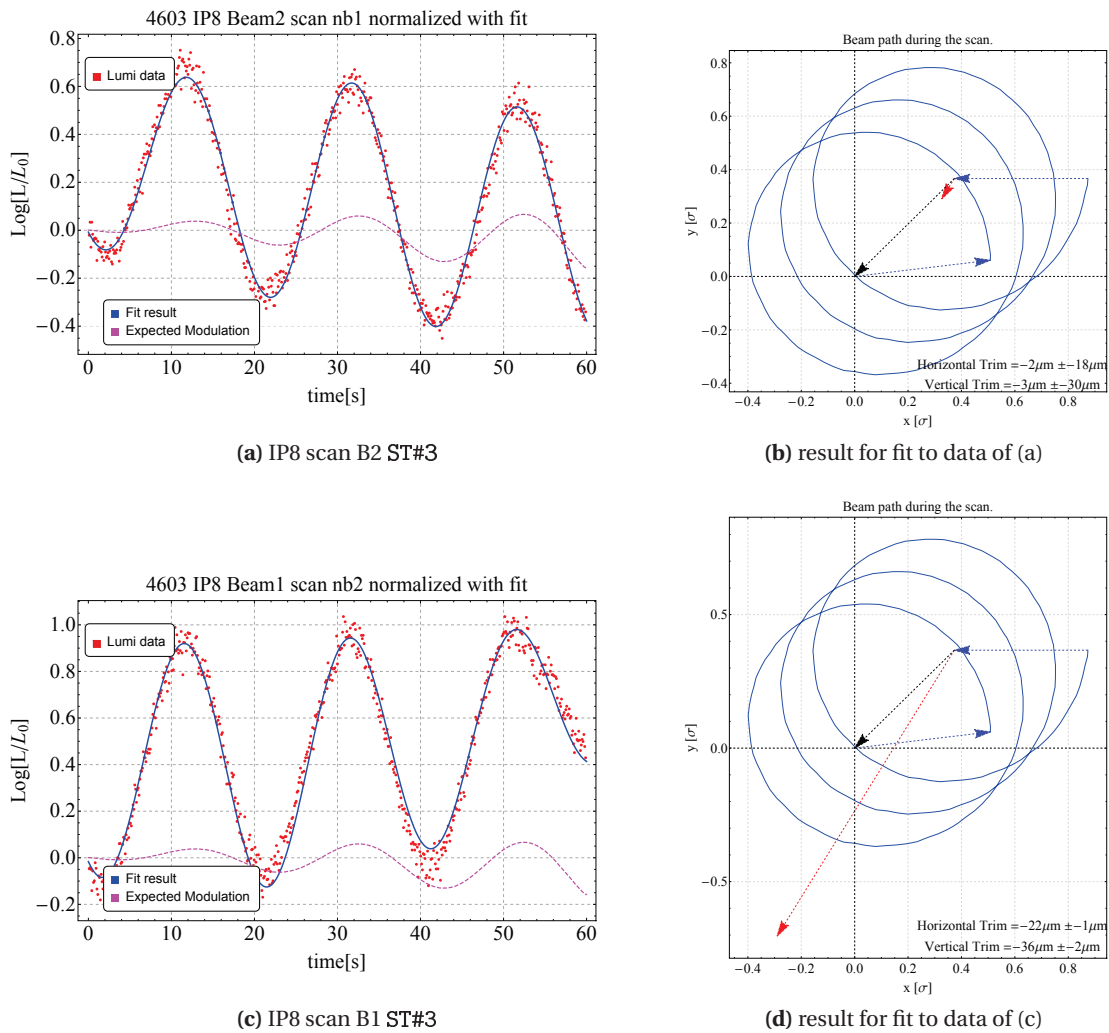 4603 IP8 Beam2 scan nb1 normalized with fit
0.8
0.6
0.4
0.2
0.0
−0.2
−0.4
Log[L/L0]
Lumi data
Fit result
Expected Modulation
0 10 20 30 40 50 60
time[s]
(a) IP8 scan B2 ST#3
Beam path during the scan.
0.8
0.6
0.4
0.2
0.0
−0.2
−0.4
y [σ]
Horizontal Trim =−2μm ±−18μm
Vertical Trim =−3μm ±−30μm
−0.4 −0.2 0.0 0.2 0.4 0.6 0.8
x [σ]
(b) result for fit to data of (a)
4603 IP8 Beam1 scan nb2 normalized with fit
1.0
0.8
0.6
0.4
0.2
0.0
−0.2
Log[L/L0]
Lumi data
Fit result
Expected Modulation
0 10 20 30 40 50 60
time[s]
(c) IP8 scan B1 ST#3
Beam path during the scan.
0.5
0.0
−0.5
y [σ]
Horizontal Trim =−22μm ±−1μm
Vertical Trim =−36μm ±−2μm
−0.4 −0.2 0.0 0.2 0.4 0.6 0.8
x [σ]
(d) result for fit to data of (c)